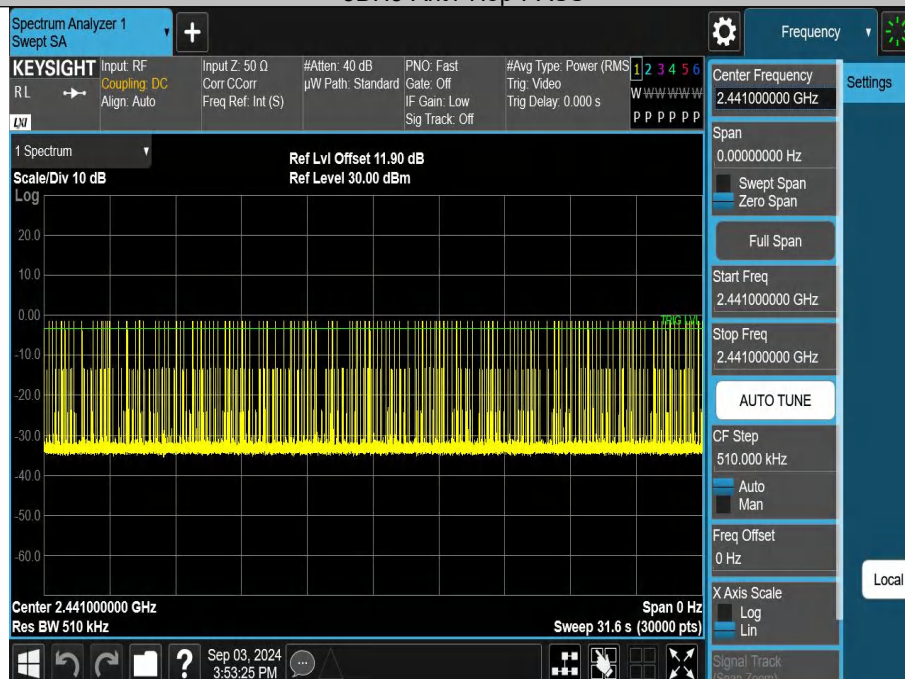 Spectrum Analyzer 1
Swept SA
Frequency
KEYSIGHT
RL
LXI
Input: RF
Coupling: DC
Align: Auto
Input Z: 50 Ω
Corr CCorr
Freq Ref: Int (S)
#Atten: 40 dB
µW Path: Standard
PNO: Fast
Gate: Off
IF Gain: Low
Sig Track: Off
#Avg Type: Power (RMS
Trig: Video
Trig Delay: 0.000 s
1 2 3 4 5 6
W W W W W W
P P P P P P
1 Spectrum
Scale/Div 10 dB
Ref Lvl Offset 11.90 dB
Ref Level 30.00 dBm
Log
20.0
10.0
0.00
-10.0
-20.0
-30.0
-40.0
-50.0
-60.0
TRIG LVL
Center 2.441000000 GHz
Res BW 510 kHz
Span 0 Hz
Sweep 31.6 s (30000 pts)
Center Frequency
2.441000000 GHz
Settings
Span
0.00000000 Hz
Swept Span
Zero Span
Full Span
Start Freq
2.441000000 GHz
Stop Freq
2.441000000 GHz
AUTO TUNE
CF Step
510.000 kHz
Auto
Man
Freq Offset
0 Hz
Local
X Axis Scale
Log
Lin
Signal Track
(Span Zoom)
?
Sep 03, 2024
3:53:25 PM